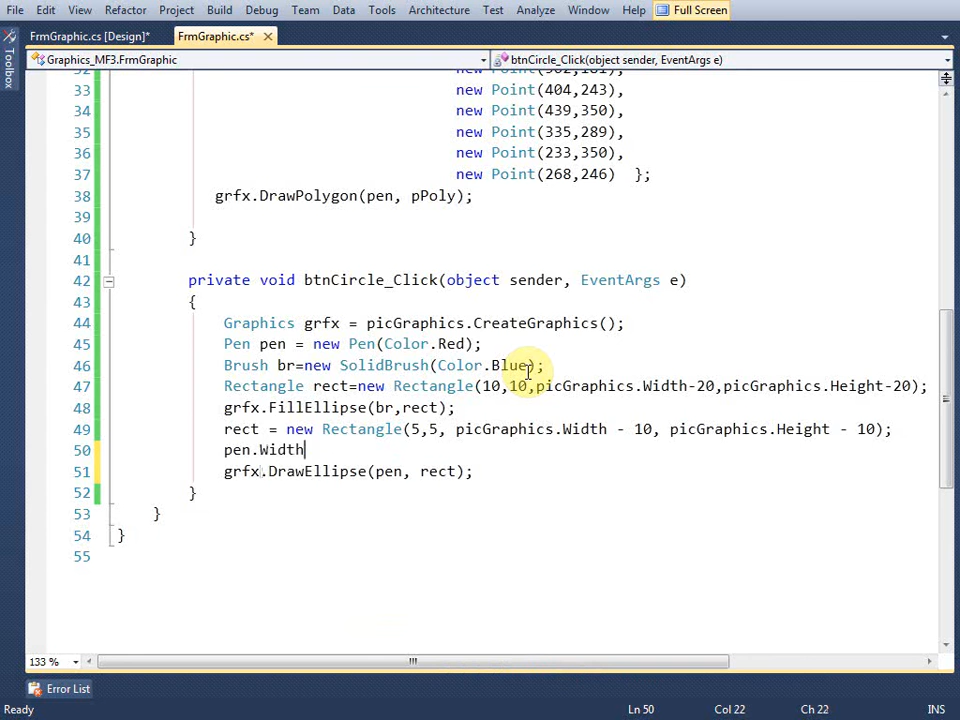 File Edit View Refactor Project Build Debug Team Data Tools Architecture Test Analyze Window Help Full Screen
FrmGraphic.cs [Design]* FrmGraphic.cs*
Toolbox
Graphics_MF3.FrmGraphic btnCircle_Click(object sender, EventArgs e)
33 new Point(404,243),
34 new Point(439,350),
35 new Point(335,289),
36 new Point(233,350),
37 new Point(268,246) };
38 grfx.DrawPolygon(pen, pPoly);
39
40 }
41
42 private void btnCircle_Click(object sender, EventArgs e)
43 {
44 Graphics grfx = picGraphics.CreateGraphics();
45 Pen pen = new Pen(Color.Red);
46 Brush br=new SolidBrush(Color.Blue);
47 Rectangle rect=new Rectangle(10,10,picGraphics.Width-20,picGraphics.Height-20);
48 grfx.FillEllipse(br,rect);
49 rect = new Rectangle(5,5, picGraphics.Width - 10, picGraphics.Height - 10);
50 pen.Width
51 grfx.DrawEllipse(pen, rect);
52 }
53 }
54 }
55
133 %
Error List
Ready Ln 50 Col 22 Ch 22 INS